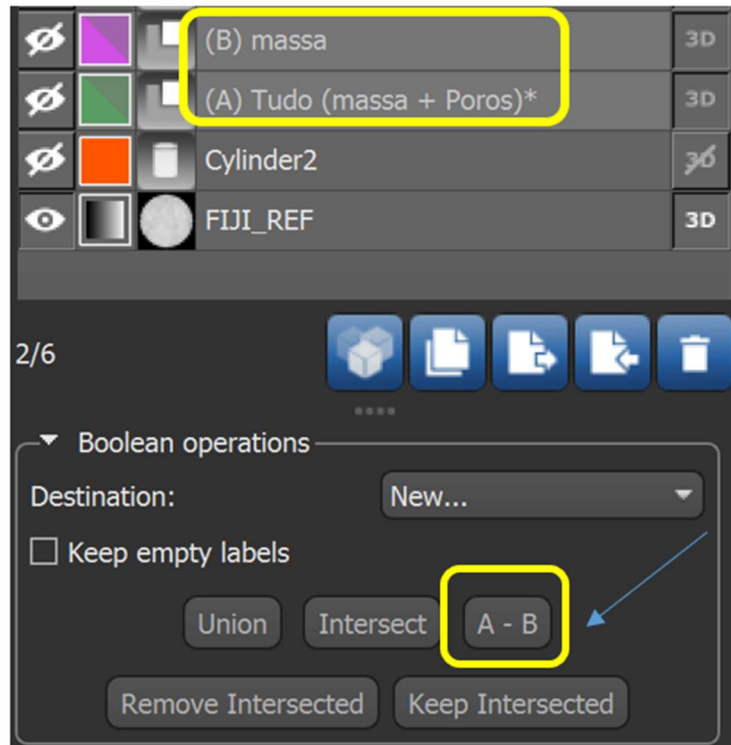 (B) massa
3D
(A) Tudo (massa + Poros)*
3D
Cylinder2
3D
FIJI_REF
3D
2/6
Boolean operations
Destination:
New...
Keep empty labels
Union
Intersect
A - B
Remove Intersected
Keep Intersected